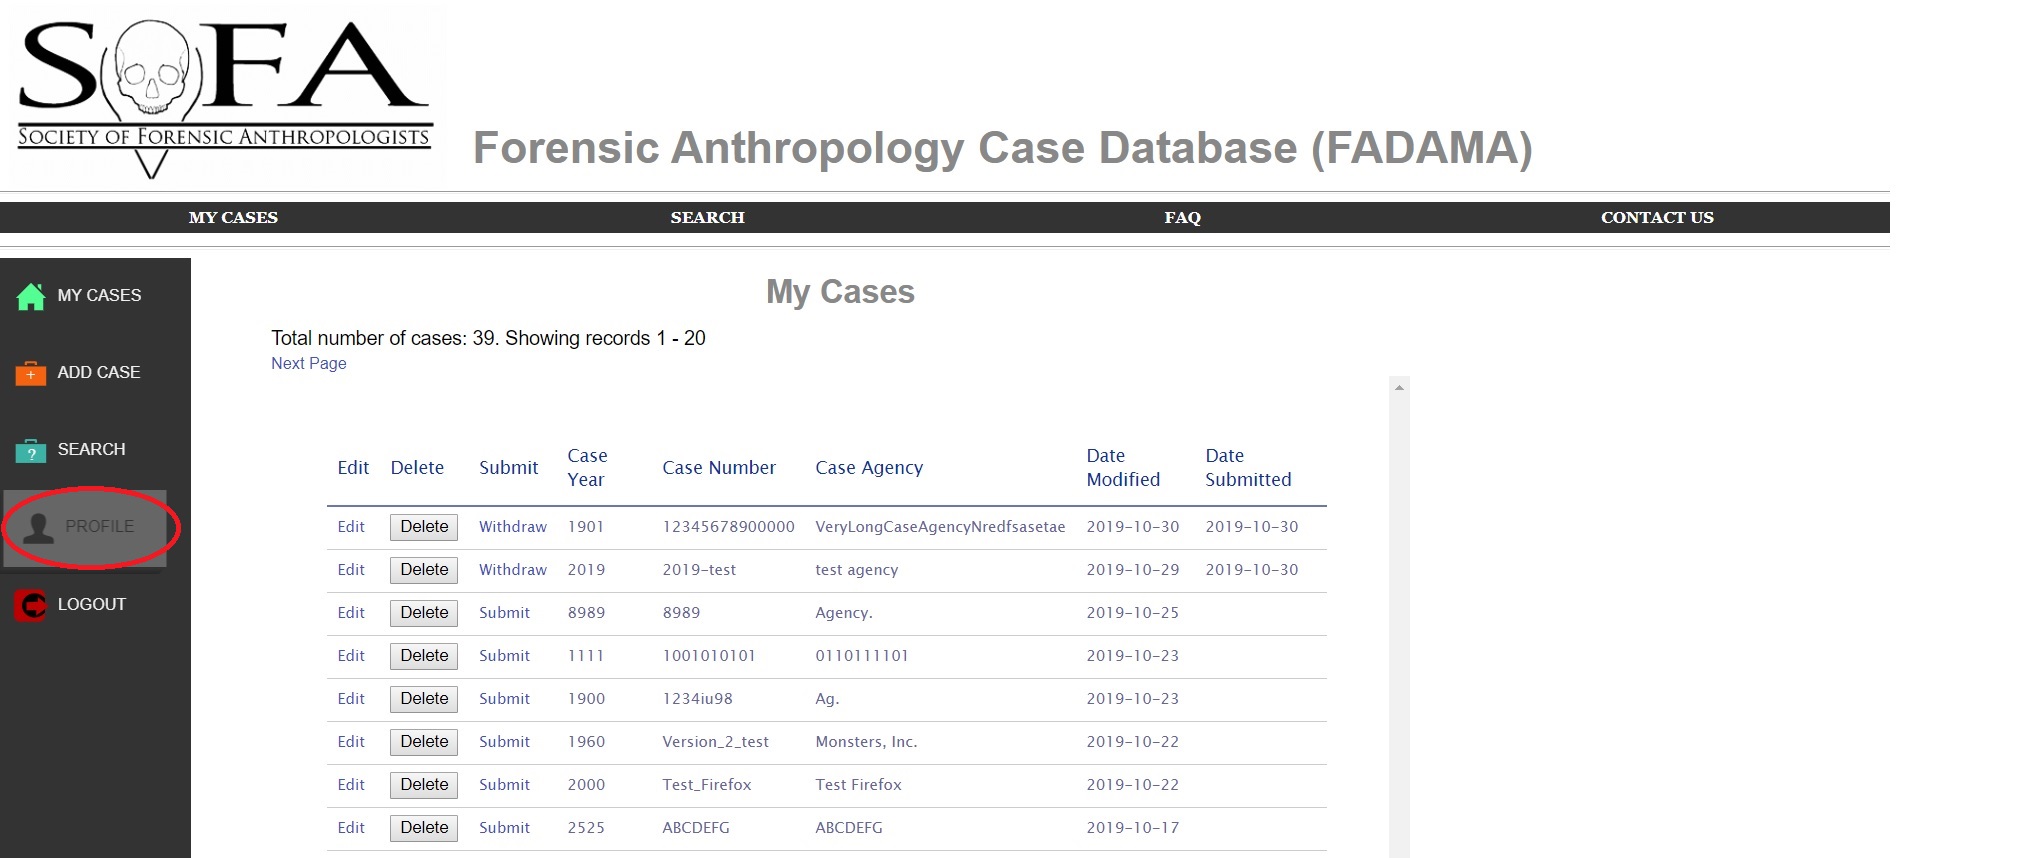 SOFA
SOCIETY OF FORENSIC ANTHROPOLOGISTS
Forensic Anthropology Case Database (FADAMA)
MY CASES SEARCH FAQ CONTACT US
MY CASES
ADD CASE
SEARCH
PROFILE
LOGOUT
My Cases
Total number of cases: 39. Showing records 1 - 20
Next Page
Edit Delete Submit Case Year Case Number Case Agency Date Modified Date Submitted
Edit Delete Withdraw 1901 12345678900000 VeryLongCaseAgencyNredfsasetae 2019-10-30 2019-10-30
Edit Delete Withdraw 2019 2019-test test agency 2019-10-29 2019-10-30
Edit Delete Submit 8989 8989 Agency. 2019-10-25
Edit Delete Submit 1111 1001010101 0110111101 2019-10-23
Edit Delete Submit 1900 1234iu98 Ag. 2019-10-23
Edit Delete Submit 1960 Version_2_test Monsters, Inc. 2019-10-22
Edit Delete Submit 2000 Test_Firefox Test Firefox 2019-10-22
Edit Delete Submit 2525 ABCDEFG ABCDEFG 2019-10-17